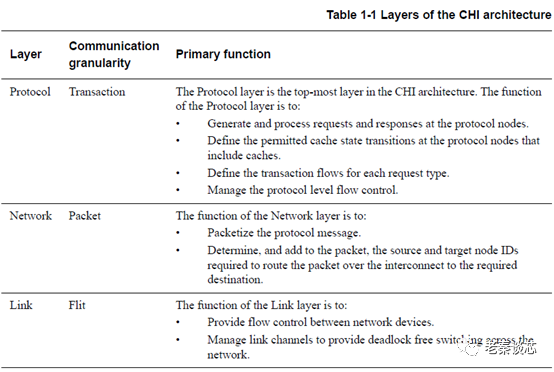 Table 1-1 Layers of the CHI architecture
Layer Communication granularity Primary function
Protocol Transaction The Protocol layer is the top-most layer in the CHI architecture. The function
of the Protocol layer is to:
• Generate and process requests and responses at the protocol nodes.
• Define the permitted cache state transitions at the protocol nodes that
include caches.
• Define the transaction flows for each request type.
• Manage the protocol level flow control.
Network Packet The function of the Network layer is to:
• Packetize the protocol message.
• Determine, and add to the packet, the source and target node IDs
required to route the packet over the interconnect to the required
destination.
Link Flit The function of the Link layer is to:
• Provide flow control between network devices.
• Manage link channels to provide deadlock free switching across the
network.
老秦谈芯